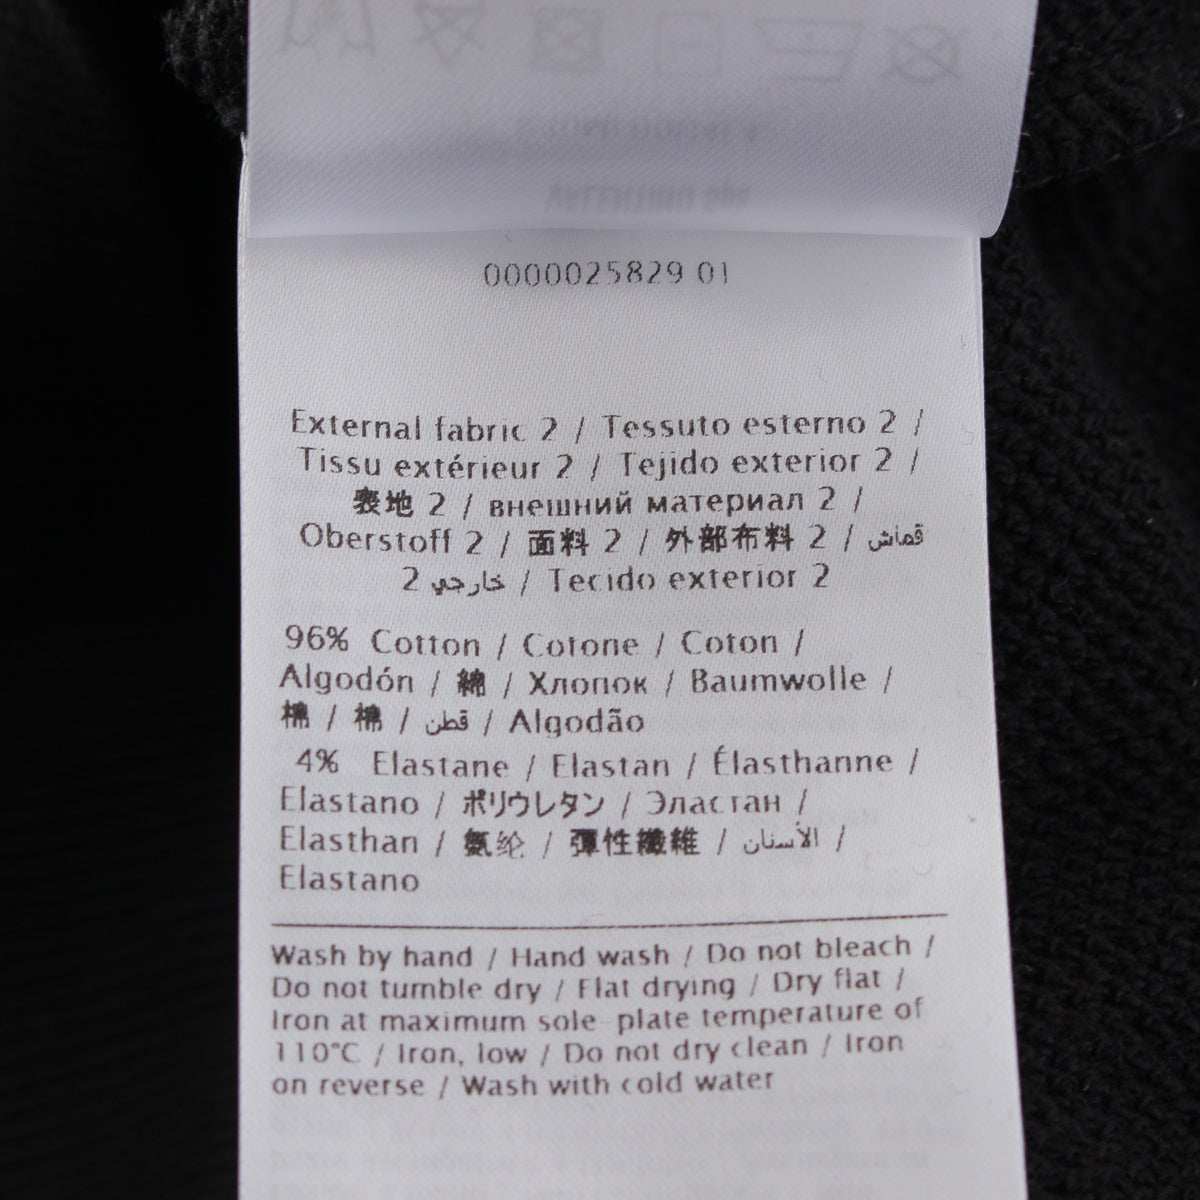 0000025829 01
External fabric 2 / Tessuto esterno 2 /
Tissu extérieur 2 / Tejido exterior 2 /
表地 2 / внешний материал 2 /
Oberstoff 2 / 面料 2 / 外部布料 2 / قماش
خارجي 2 / Tecido exterior 2
96% Cotton / Cotone / Coton /
Algodón / 綿 / Хлопок / Baumwolle /
棉 / 棉 / قطن / Algodão
4% Elastane / Elastan / Élasthanne /
Elastano / ポリウレタン / Эластан /
Elasthan / 氨纶 / 彈性纖維 / الأسنان /
Elastano
Wash by hand / Hand wash / Do not bleach /
Do not tumble dry / Flat drying / Dry flat /
Iron at maximum sole plate temperature of
110°C / Iron, low / Do not dry clean / Iron
on reverse / Wash with cold water